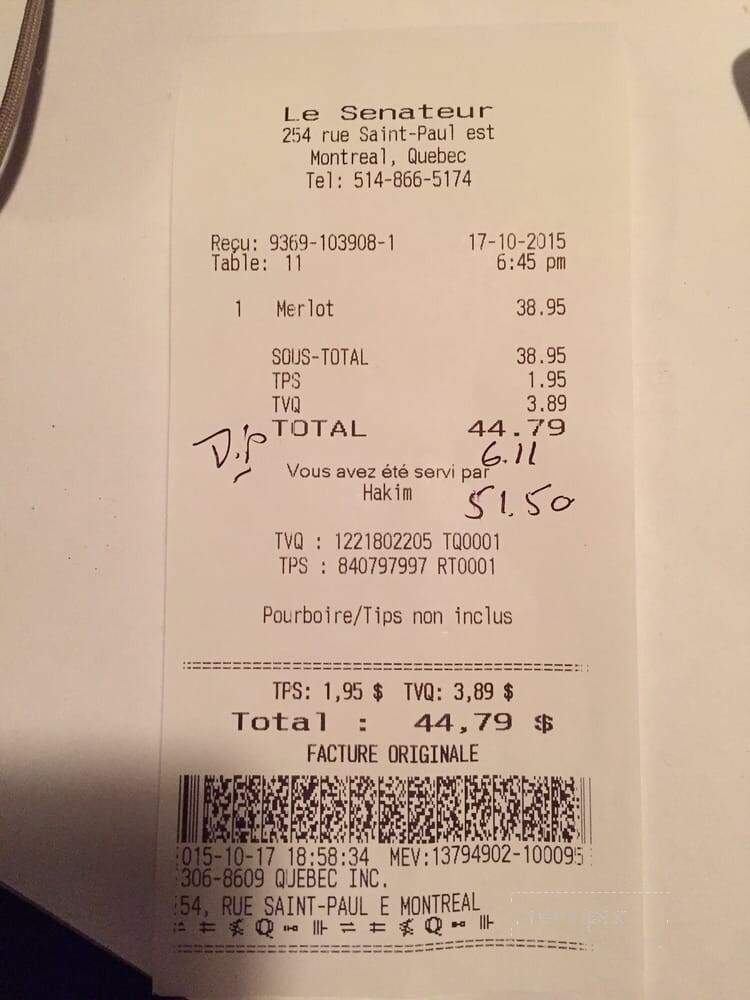 Le Senateur
254 rue Saint-Paul est
Montreal, Quebec
Tel: 514-866-5174
Reçu: 9369-103908-1 17-10-2015
Table: 11 6:45 pm
1 Merlot 38.95
SOUS-TOTAL 38.95
TPS 1.95
TVQ 3.89
TOTAL 44.79
6.11
Vous avez été servi par
Hakim 51.50
TVQ : 1221802205 TQ0001
TPS : 840797997 RT0001
Pourboire/Tips non inclus
TPS: 1,95 $ TVQ: 3,89 $
Total : 44,79 $
FACTURE ORIGINALE
015-10-17 18:58:34 MEV:13794902-100095
306-8609 QUEBEC INC.
54, RUE SAINT-PAUL E MONTREAL